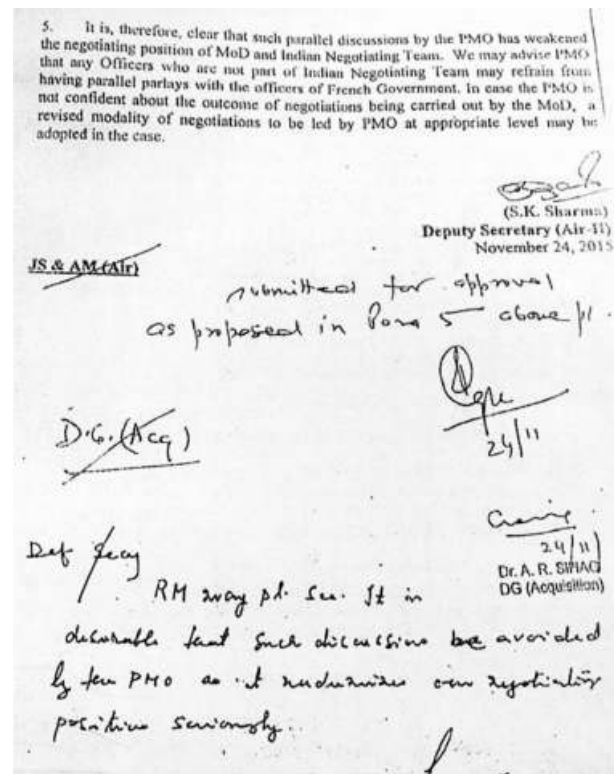 5. It is, therefore, clear that such parallel discussions by the PMO has weakened
the negotiating position of MoD and Indian Negotiating Team. We may advise PMO
that any Officers who are not part of Indian Negotiating Team may refrain from
having parallel parlays with the officers of French Government. In case the PMO is
not confident about the outcome of negotiations being carried out by the MoD, a
revised modality of negotiations to be led by PMO at appropriate level may be
adopted in the case.
(S.K. Sharma)
Deputy Secretary (Air-II)
November 24, 2015
JS & AM (Air)
submitted for approval
as proposed in Para 5 above pl.
24/11
D.G. (Acq)
24/11
Dr. A. R. SIHAG
DG (Acquisition)
Def Secy
RM may pl. see. It is
desirable that such discussions be avoided
by the PMO as it undermines our negotiating
position seriously.